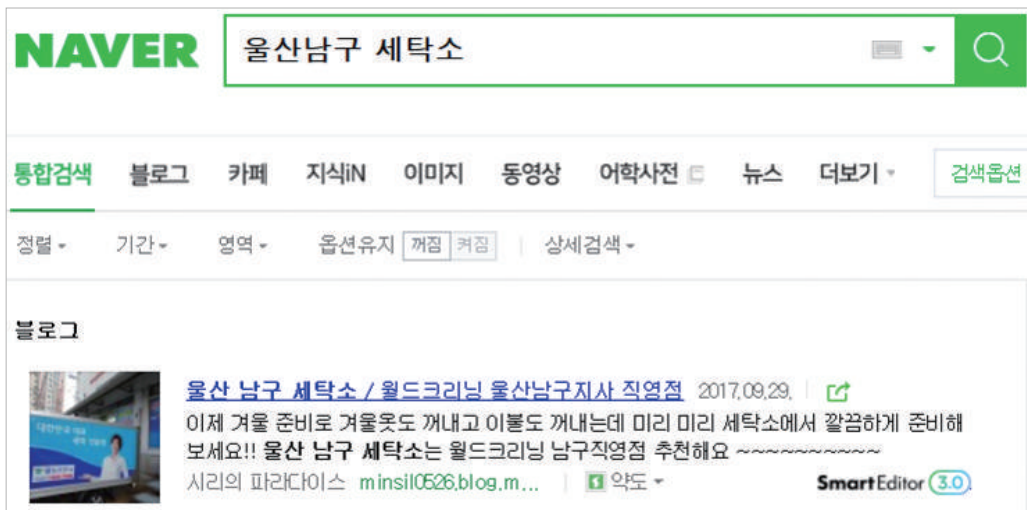 NAVER 울산남구 세탁소
통합검색 블로그 카페 지식iN 이미지 동영상 어학사전 뉴스 더보기 검색옵션
정렬 기간 영역 옵션유지 꺼짐 켜짐 상세검색
블로그
울산 남구 세탁소 / 월드크리닝 울산남구지사 직영점 2017.09.29.
이제 겨울 준비로 겨울옷도 꺼내고 이불도 꺼내는데 미리 미리 세탁소에서 깔끔하게 준비해
보세요!! 울산 남구 세탁소는 월드크리닝 남구직영점 추천해요 ~~~~~~~~~~
시리의 파라다이스 minsil0526.blog.m... 약도 SmartEditor 3.0